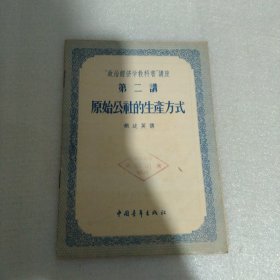 “政治經濟学教科書”講座
第二講
原始公社的生產方式
中國青年出版社